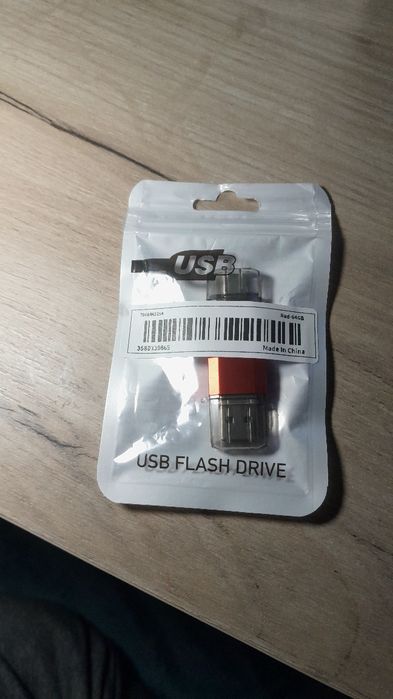 USB
Red-64GB
Made In China
USB FLASH DRIVE